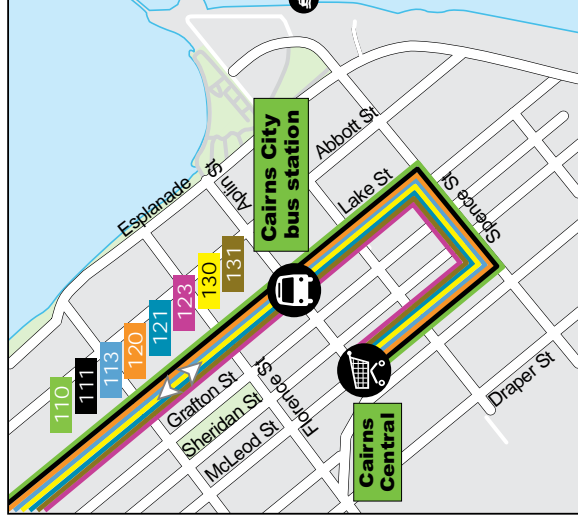 110
111
113
120
121
123
130
131
Esplanade
Aplin St
Cairns City
bus station
Abbott St
Lake St
Spence St
Grafton St
Sheridan St
McLeod St
Florence St
Cairns
Central
Draper St